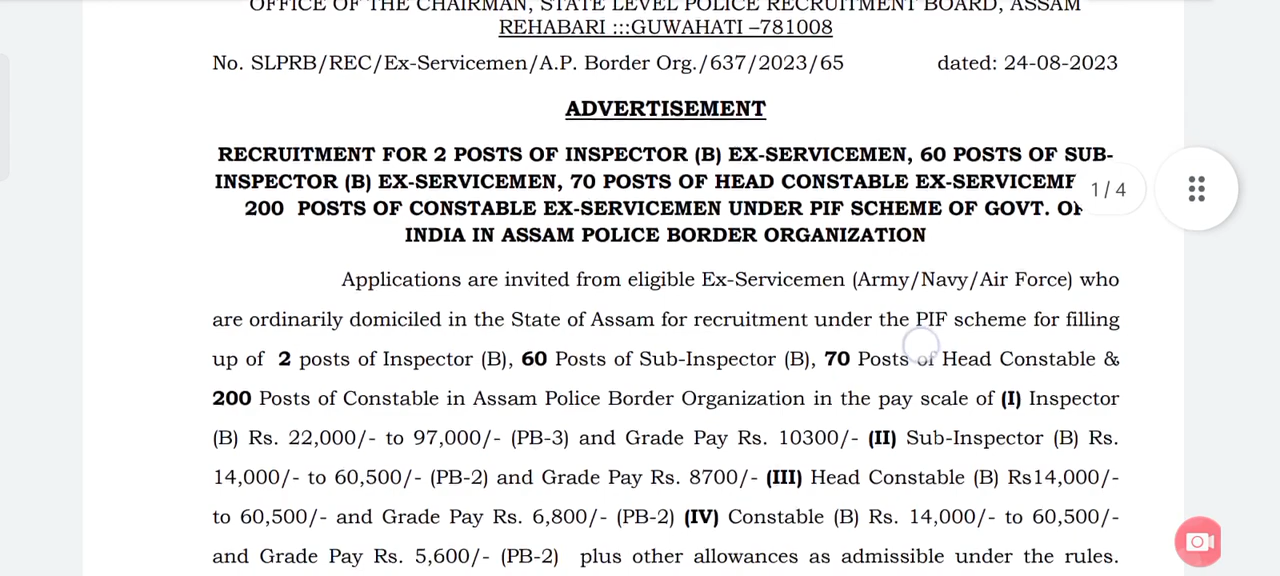 OFFICE OF THE CHAIRMAN, STATE LEVEL POLICE RECRUITMENT BOARD, ASSAM
REHABARI :::GUWAHATI –781008
No. SLPRB/REC/Ex-Servicemen/A.P. Border Org./637/2023/65 dated: 24-08-2023
ADVERTISEMENT
RECRUITMENT FOR 2 POSTS OF INSPECTOR (B) EX-SERVICEMEN, 60 POSTS OF SUB-
INSPECTOR (B) EX-SERVICEMEN, 70 POSTS OF HEAD CONSTABLE
1/4
200 POSTS OF CONSTABLE EX-SERVICEMEN UNDER PIF SCHEME OF GOVT.
INDIA IN ASSAM POLICE BORDER ORGANIZATION
Applications are invited from eligible Ex-Servicemen (Army/Navy/Air Force) who
are ordinarily domiciled in the State of Assam for recruitment under the PIF scheme for filling
up of 2 posts of Inspector (B), 60 Posts of Sub-Inspector (B), 70 Posts of Head Constable &
200 Posts of Constable in Assam Police Border Organization in the pay scale of (I) Inspector
(B) Rs. 22,000/- to 97,000/- (PB-3) and Grade Pay Rs. 10300/- (II) Sub-Inspector (B) Rs.
14,000/- to 60,500/- (PB-2) and Grade Pay Rs. 8700/- (III) Head Constable (B) Rs14,000/-
to 60,500/- and Grade Pay Rs. 6,800/- (PB-2) (IV) Constable (B) Rs. 14,000/- to 60,500/-
and Grade Pay Rs. 5,600/- (PB-2) plus other allowances as admissible under the rules.